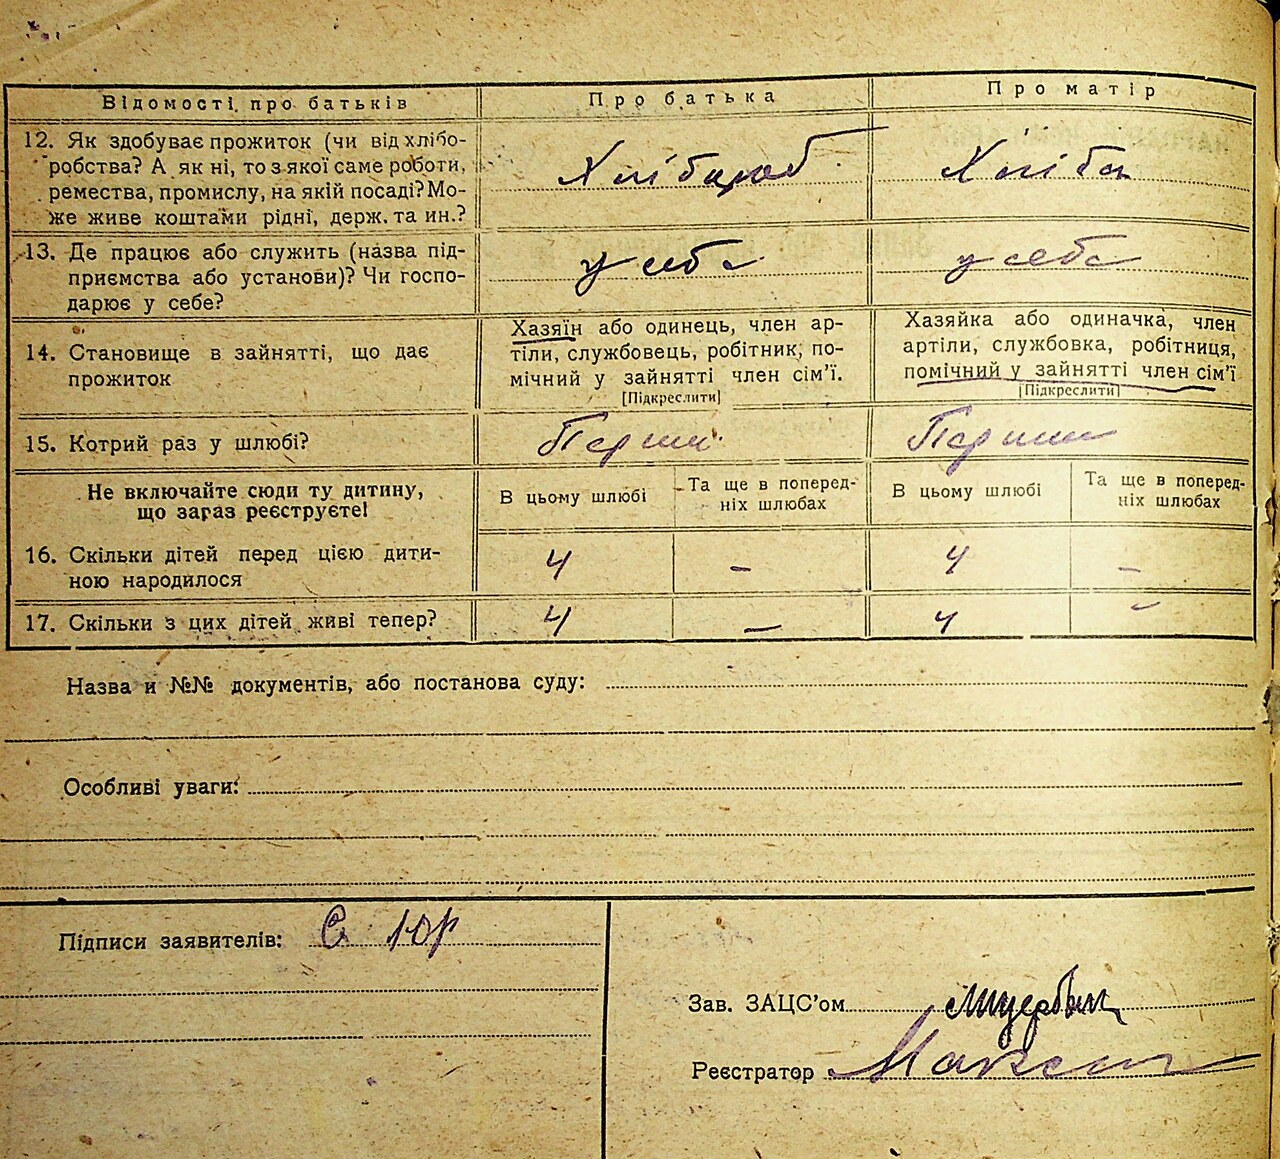 Відомості про батьків
Про батька
Про матір
12. Як здобуває прожиток (чи від хлібо-
робства? А як ні, то з якої саме роботи,
ремества, промислу, на якій посаді? Мо-
же живе коштами рідні, держ. та ин.?
Хлібороб
Хліба
13. Де працює або служить (назва під-
приємства або установи)? Чи госпо-
дарює у себе?
у себе
у себе
14. Становище в зайнятті, що дає
прожиток
Хазяїн або одинець, член ар-
тіли, службовець, робітник, по-
мічний у зайнятті член сім'ї.
[Підкреслити]
Хазяйка або одиначка, член
артіли, службовка, робітниця,
помічний у зайнятті член сім'ї
[Підкреслити]
15. Котрий раз у шлюбі?
Перший
Перший
Не включайте сюди ту дитину,
що зараз реєструєте!
В цьому шлюбі
Та ще в поперед-
ніх шлюбах
В цьому шлюбі
Та ще в поперед-
ніх шлюбах
16. Скільки дітей перед цією дити-
ною народилося
4
-
4
-
17. Скільки з цих дітей живі тепер?
4
-
4
-
Назва и №№ документів, або постанова суду:
Особливі уваги:
Підписи заявителів:
Зав. ЗАЦС'ом
Реєстратор